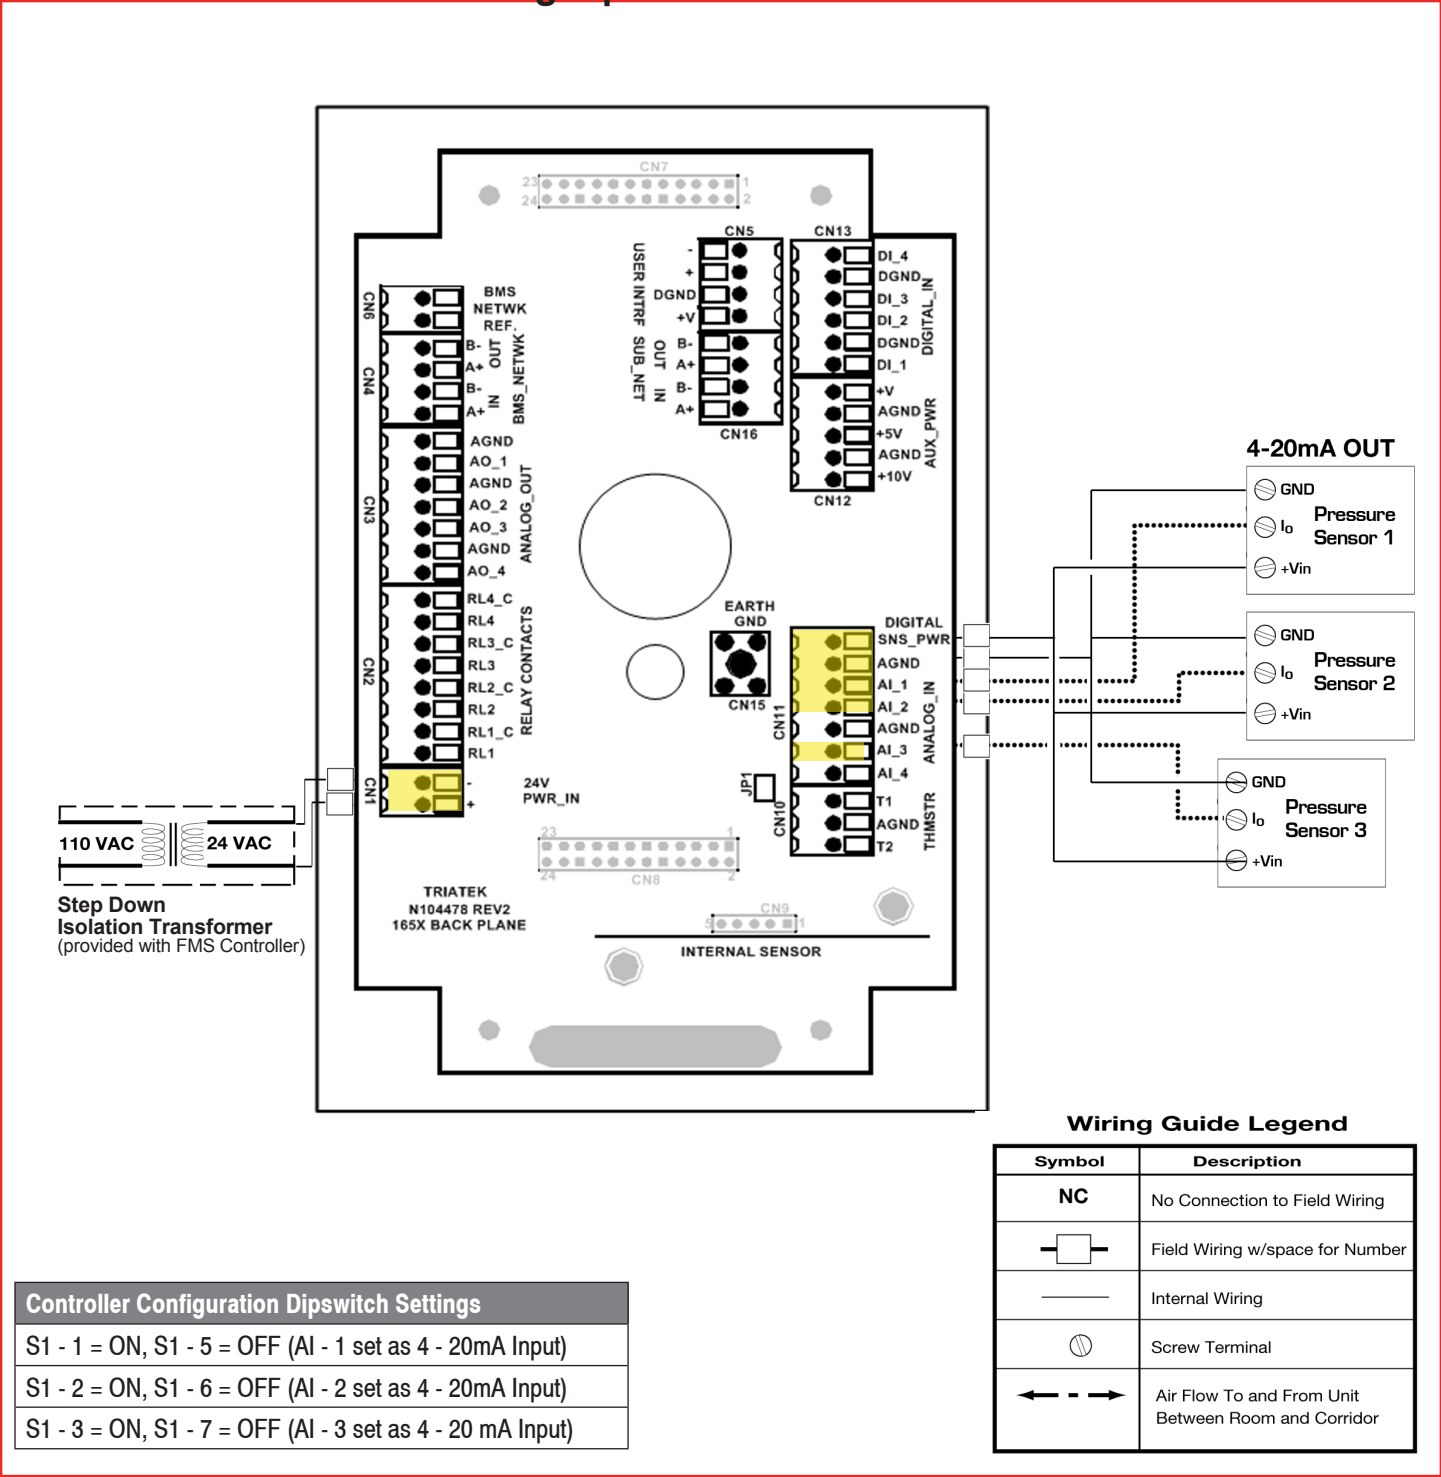 CN7
23
1
24
2
CN5
-
+
DGND
+V
USER INTRF
B-
A+
B-
A+
OUT
IN
SUB_NET
CN16
CN13
DI_4
DGND
DI_3
DI_2
DGND
DI_1
DIGITAL_IN
+V
AGND
+5V
AGND
+10V
AUX_PWR
CN12
CN6
BMS
NETWK
REF.
CN4
B-
A+
B-
A+
OUT
IN
BMS_NETWK
CN3
AGND
AO_1
AGND
AO_2
AO_3
AGND
AO_4
ANALOG_OUT
CN2
RL4_C
RL4
RL3_C
RL3
RL2_C
RL2
RL1_C
RL1
RELAY CONTACTS
CN1
-
+
24V
PWR_IN
EARTH
GND
CN15
DIGITAL
SNS_PWR
AGND
AI_1
AI_2
AGND
AI_3
AI_4
ANALOG_IN
CN11
JP1
CN10
T1
AGND
T2
THMSTR
23
1
24
2
CN8
TRIATEK
N104478 REV2
165X BACK PLANE
CN9
5
1
INTERNAL SENSOR
110 VAC
24 VAC
Step Down
Isolation Transformer
(provided with FMS Controller)
4-20mA OUT
GND
Io
+Vin
Pressure
Sensor 1
GND
Io
+Vin
Pressure
Sensor 2
GND
Io
+Vin
Pressure
Sensor 3
Wiring Guide Legend
Symbol Description
NC No Connection to Field Wiring
Field Wiring w/space for Number
Internal Wiring
Screw Terminal
Air Flow To and From Unit
Between Room and Corridor
Controller Configuration Dipswitch Settings
S1 - 1 = ON, S1 - 5 = OFF (AI - 1 set as 4 - 20mA Input)
S1 - 2 = ON, S1 - 6 = OFF (AI - 2 set as 4 - 20mA Input)
S1 - 3 = ON, S1 - 7 = OFF (AI - 3 set as 4 - 20 mA Input)